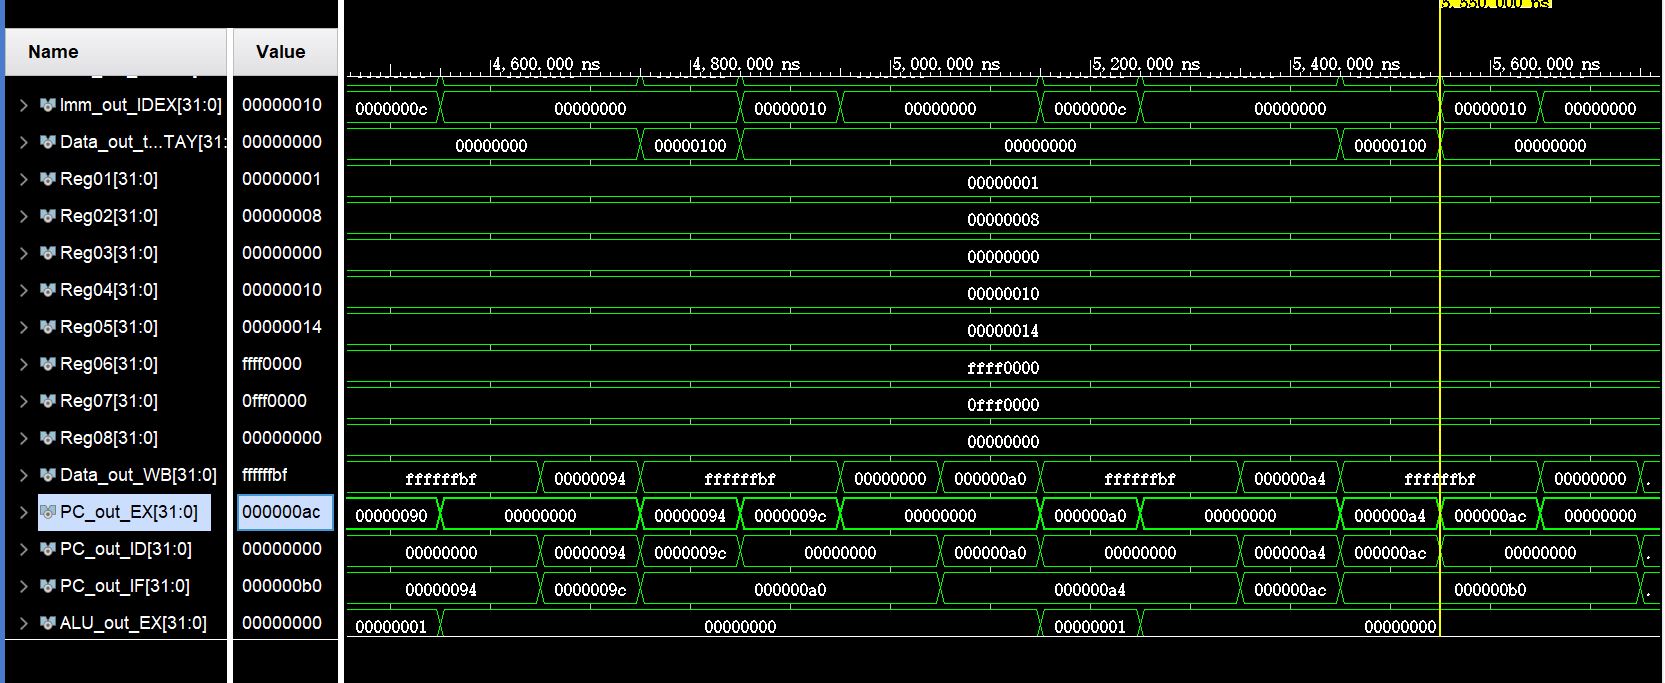 Name Value
4,600.000 ns 4,800.000 ns 5,000.000 ns 5,200.000 ns 5,400.000 ns 5,600.000 ns
Imm_out_IDEX[31:0] 00000010 0000000c 00000000 00000010 00000000 0000000c 00000000 00000010 00000000
Data_out_t...TAY[31: 00000000 00000000 00000100 00000000 00000100 00000000
Reg01[31:0] 00000001 00000001
Reg02[31:0] 00000008 00000008
Reg03[31:0] 00000000 00000000
Reg04[31:0] 00000010 00000010
Reg05[31:0] 00000014 00000014
Reg06[31:0] ffff0000 ffff0000
Reg07[31:0] 0fff0000 0fff0000
Reg08[31:0] 00000000 00000000
Data_out_WB[31:0] ffffffbf ffffffbf 00000094 ffffffbf 00000000 000000a0 ffffffbf 000000a4 ffffffbf 00000000 .
PC_out_EX[31:0] 000000ac 00000090 00000000 00000094 0000009c 00000000 000000a0 00000000 000000a4 000000ac 00000000
PC_out_ID[31:0] 00000000 00000000 00000094 0000009c 00000000 000000a0 00000000 000000a4 000000ac 00000000 .
PC_out_IF[31:0] 000000b0 00000094 0000009c 000000a0 000000a4 000000ac 000000b0 .
ALU_out_EX[31:0] 00000000 00000001 00000000 00000001 00000000